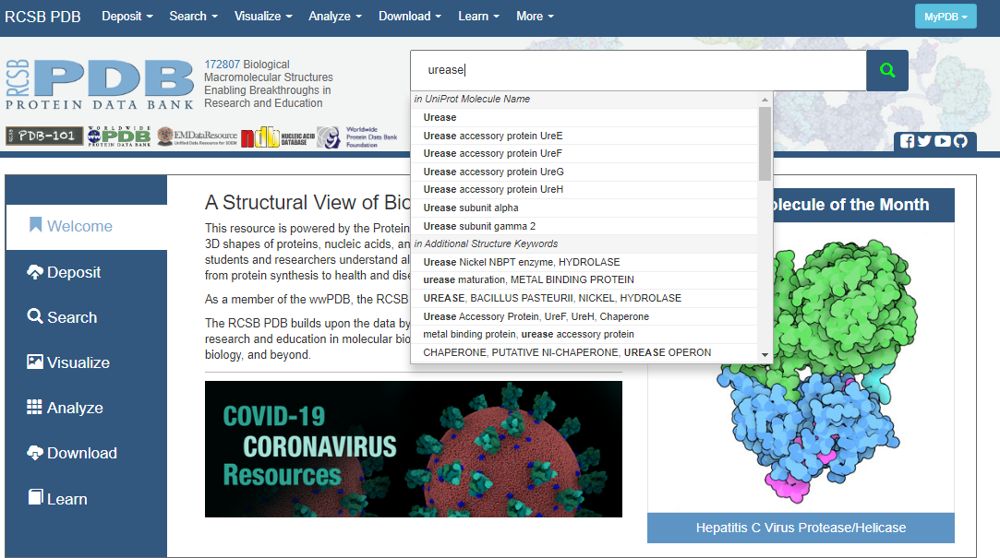 RCSB PDB Deposit Search Visualize Analyze Download Learn More MyPDB
RCSB
PDB
PROTEIN DATA BANK
172807 Biological
Macromolecular Structures
Enabling Breakthroughs in
Research and Education
urease
PDB-101
WORLDWIDE
PDB
PROTEIN DATA BANK
EMDataResource
Unified Data Resource for 3DEM
ndb
NUCLEIC ACID
DATABASE
Worldwide
Protein Data Bank
Foundation
in UniProt Molecule Name
Urease
Urease accessory protein UreE
Urease accessory protein UreF
Urease accessory protein UreG
Urease accessory protein UreH
Urease subunit alpha
Urease subunit gamma 2
in Additional Structure Keywords
Urease Nickel NBPT enzyme, HYDROLASE
urease maturation, METAL BINDING PROTEIN
UREASE, BACILLUS PASTEURII, NICKEL, HYDROLASE
Urease Accessory Protein, UreF, UreH, Chaperone
metal binding protein, urease accessory protein
CHAPERONE, PUTATIVE NI-CHAPERONE, UREASE OPERON
Welcome
Deposit
Search
Visualize
Analyze
Download
Learn
A Structural View of Bio
This resource is powered by the Protein
3D shapes of proteins, nucleic acids, an
students and researchers understand al
from protein synthesis to health and dise
As a member of the wwPDB, the RCSB
The RCSB PDB builds upon the data by
research and education in molecular bio
biology, and beyond.
COVID-19
CORONAVIRUS
Resources
olecule of the Month
Hepatitis C Virus Protease/Helicase